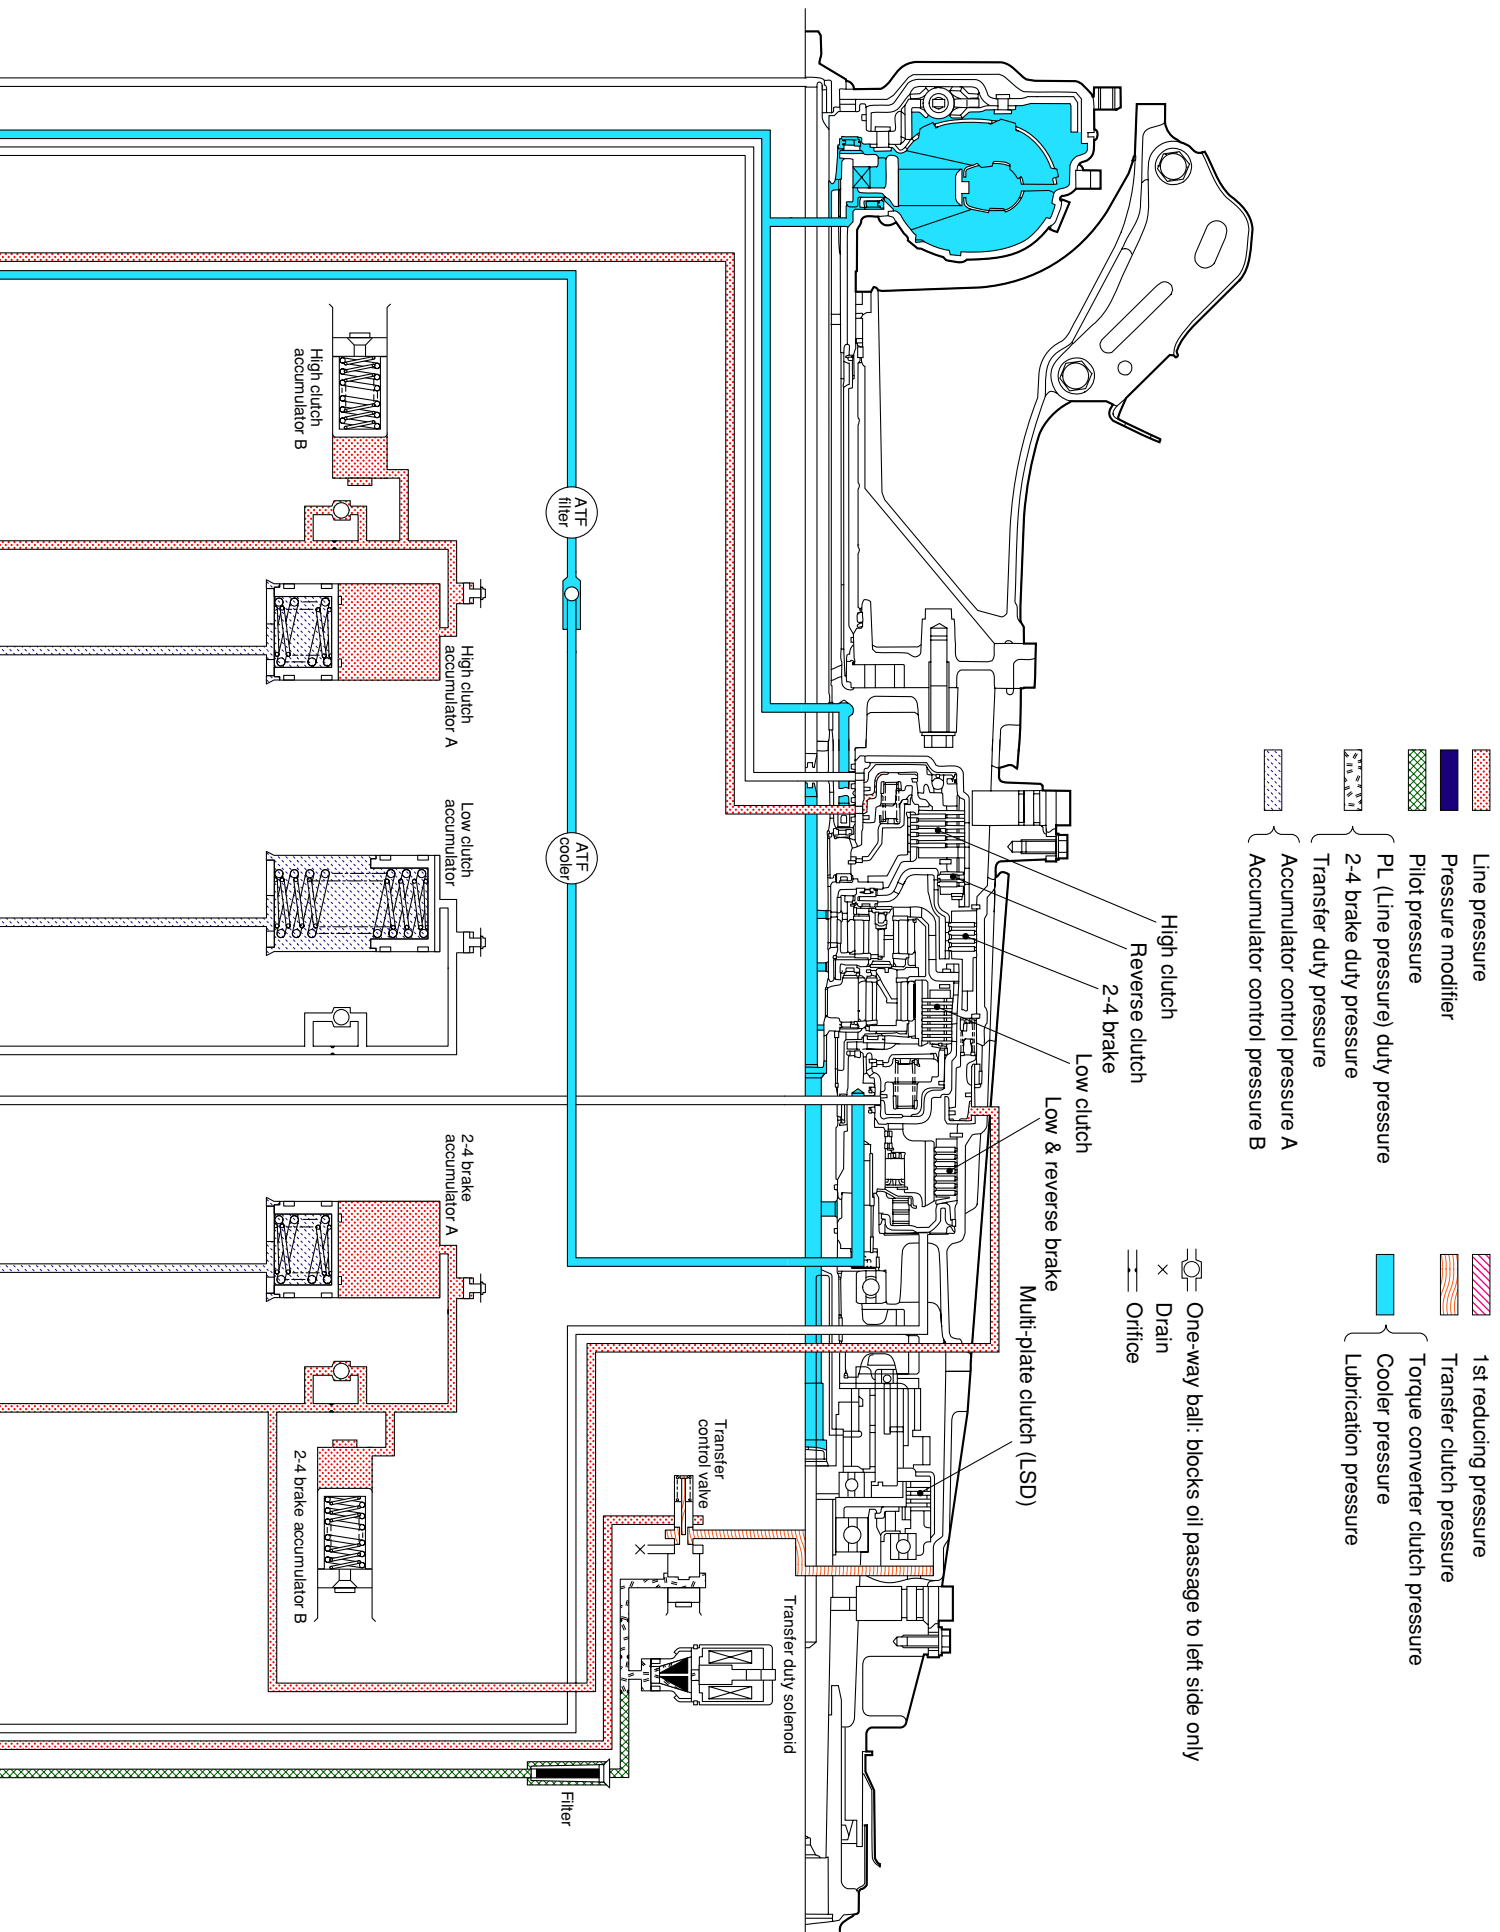 Line pressure
Pressure modifier
Pilot pressure
PL (Line pressure) duty pressure
2-4 brake duty pressure
Transfer duty pressure
Accumulator control pressure A
Accumulator control pressure B
1st reducing pressure
Transfer clutch pressure
Torque converter clutch pressure
Cooler pressure
Lubrication pressure
One-way ball: blocks oil passage to left side only
Drain
Orifice
High clutch
Reverse clutch
2-4 brake
Low clutch
Low & reverse brake
Multi-plate clutch (LSD)
Transfer duty solenoid
Transfer
control valve
ATF
filter
ATF
cooler
Filter
High clutch
accumulator A
Low clutch
accumulator
2-4 brake
accumulator A
High clutch
accumulator B
2-4 brake accumulator B